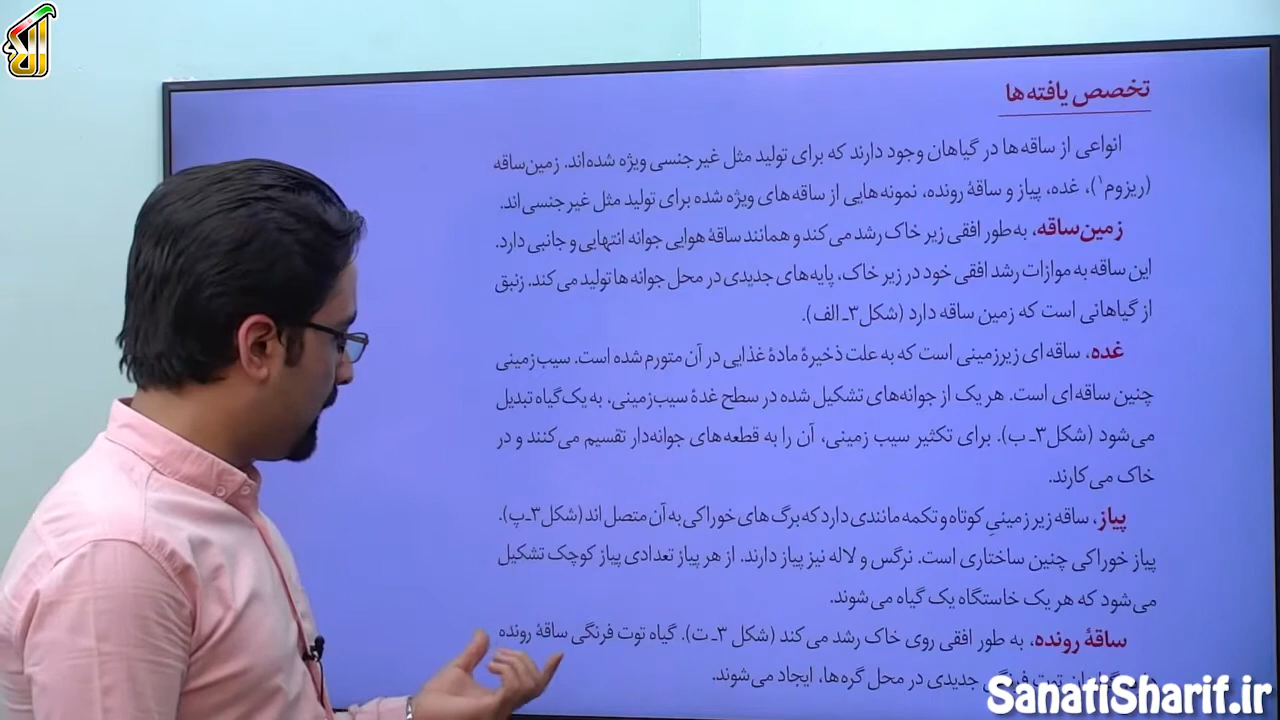 تخصص یافته‌ها
انواعی از ساقه‌ها در گیاهان وجود دارند که برای تولید مثل غیر جنسی ویژه شده‌اند. زمین‌ساقه
(ریزوم۱)، غده، پیاز و ساقهٔ رونده، نمونه‌هایی از ساقه‌های ویژه شده برای تولید مثل غیر جنسی‌اند.
زمین‌ساقه، به‌طور افقی زیر خاک رشد می‌کند و همانند ساقهٔ هوایی جوانه انتهایی و جانبی دارد.
این ساقه به موازات رشد افقی خود در زیر خاک، پایه‌های جدیدی در محل جوانه‌ها تولید می‌کند. زنبق
از گیاهانی است که زمین ساقه دارد (شکل ۳ـ الف).
غده، ساقه‌ای زیرزمینی است که به علت ذخیرهٔ مادهٔ غذایی در آن متورم شده است. سیب‌زمینی
چنین ساقه‌ای است. هر یک از جوانه‌های تشکیل شده در سطح غدهٔ سیب‌زمینی، به یک گیاه تبدیل
می‌شود (شکل ۳ـ ب). برای تکثیر سیب زمینی، آن را به قطعه‌های جوانه‌دار تقسیم می‌کنند و در
خاک می‌کارند.
پیاز، ساقه زیر زمینیِ کوتاه و تکمه مانندی دارد که برگ‌های خوراکی به آن متصل‌اند (شکل ۳ـ پ).
پیاز خوراکی چنین ساختاری است. نرگس و لاله نیز پیاز دارند. از هر پیاز تعدادی پیاز کوچک تشکیل
می‌شود که هر یک خاستگاه یک گیاه می‌شوند.
ساقهٔ رونده، به طور افقی روی خاک رشد می‌کند (شکل ۳ـ ت). گیاه توت فرنگی ساقهٔ رونده
جدیدی در محل گره‌ها، ایجاد می‌شوند.
SanatiSharif.ir